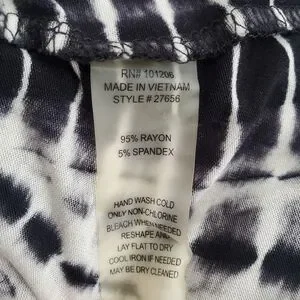 RN# 101206
MADE IN VIETNAM
STYLE # 27656
95% RAYON
5% SPANDEX
HAND WASH COLD
ONLY NON-CHLORINE
BLEACH WHEN NEEDED
RESHAPE AND
LAY FLAT TO DRY
COOL IRON IF NEEDED
MAY BE DRY CLEANED